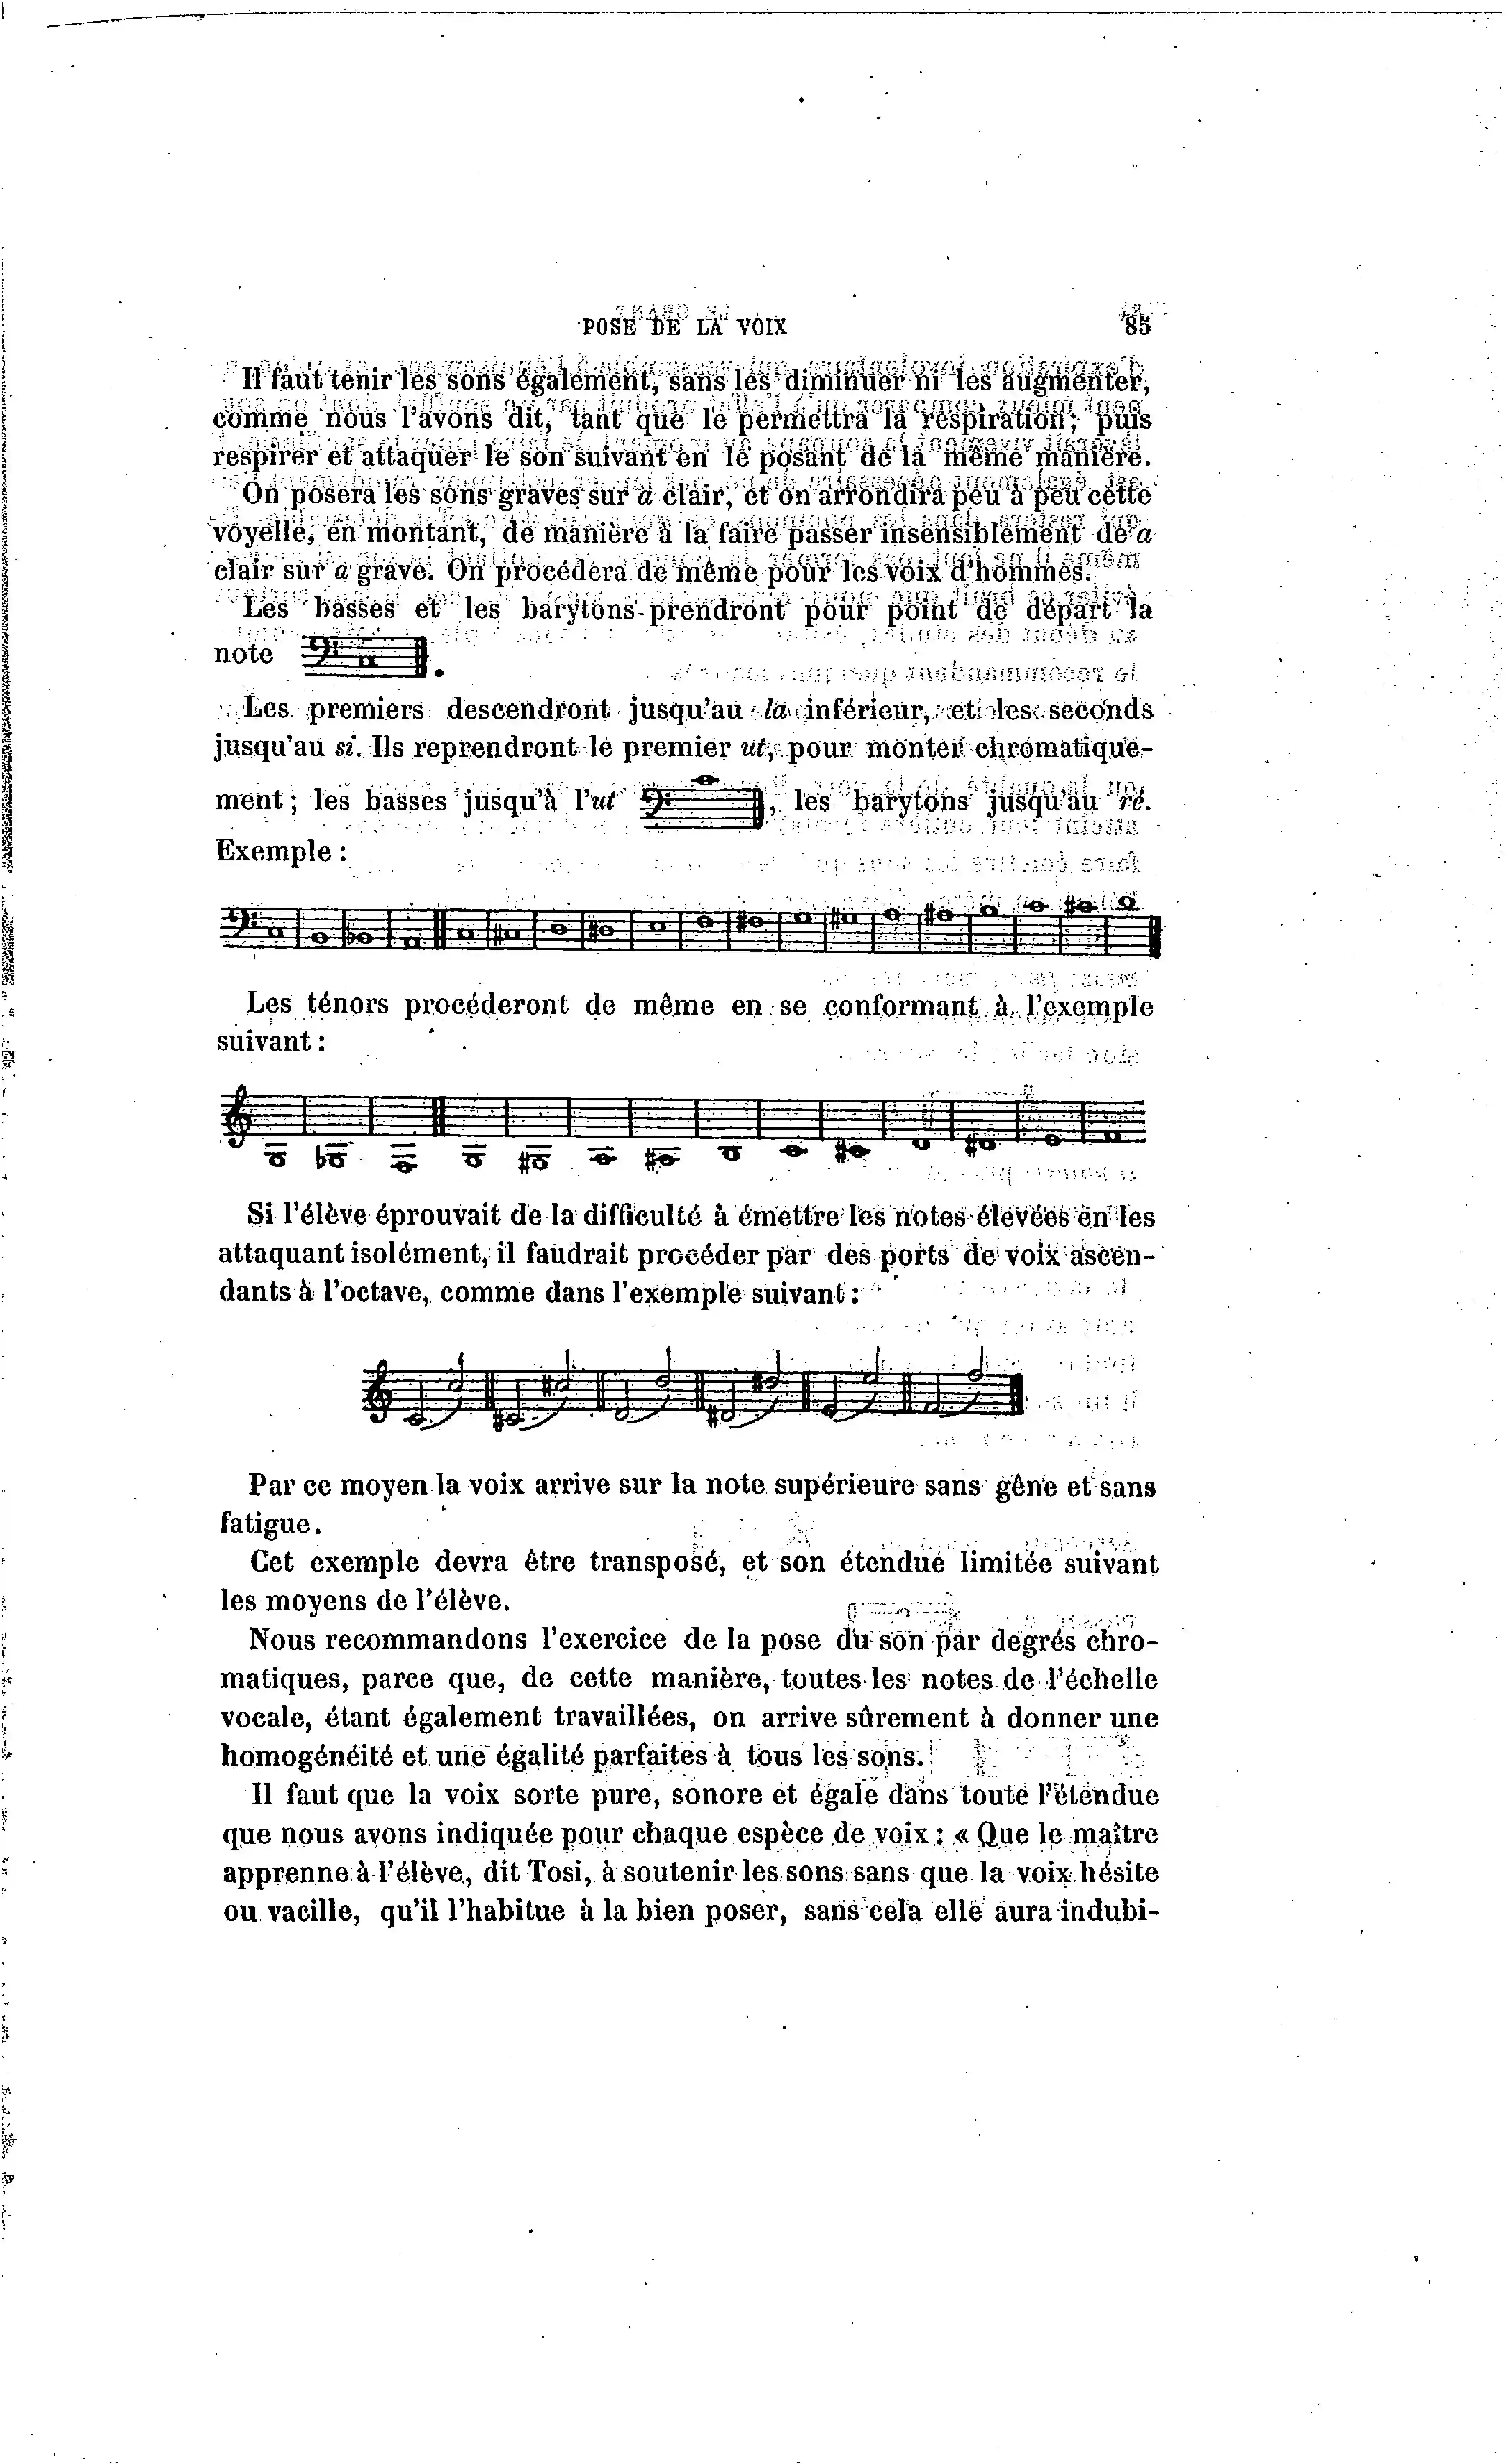 POSE DE LA VOIX 85
Il faut tenir les sons également, sans les diminuer ni les augmenter,
comme nous l'avons dit, tant que le permettra la respiration; puis
respirer et attaquer le son suivant en le posant de la même manière.
On posera les sons graves sur a clair, et on arrondira peu à peu cette
voyelle, en montant, de manière à la faire passer insensiblement de a
clair sur a grave. On procédera de même pour les voix d'hommes.
Les basses et les barytons prendront pour point de départ la
note .
Les premiers descendront jusqu'au la inférieur, et les seconds
jusqu'au si. Ils reprendront le premier ut, pour monter chromatique-
ment; les basses jusqu'à l'ut , les barytons jusqu'au ré.
Exemple:
Les ténors procéderont de même en se conformant à l'exemple
suivant:
Si l'élève éprouvait de la difficulté à émettre les notes élevées en les
attaquant isolément, il faudrait procéder par des ports de voix ascen-
dants à l'octave, comme dans l'exemple suivant:
Par ce moyen la voix arrive sur la note supérieure sans gêne et sans
fatigue.
Cet exemple devra être transposé, et son étendue limitée suivant
les moyens de l'élève.
Nous recommandons l'exercice de la pose du son par degrés chro-
matiques, parce que, de cette manière, toutes les notes de l'échelle
vocale, étant également travaillées, on arrive sûrement à donner une
homogénéité et une égalité parfaites à tous les sons.
Il faut que la voix sorte pure, sonore et égale dans toute l'étendue
que nous avons indiquée pour chaque espèce de voix: « Que le maître
apprenne à l'élève, dit Tosi, à soutenir les sons sans que la voix hésite
ou vacille, qu'il l'habitue à la bien poser, sans cela elle aura indubi-